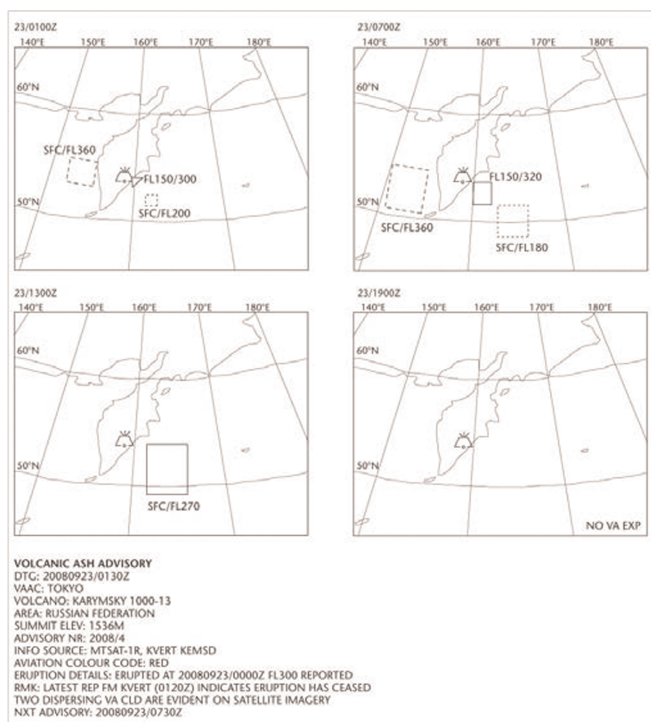 23/0100Z
140°E 150°E 160°E 170°E 180°E
60°N
SFC/FL360
FL150/300
50°N
SFC/FL200
23/0700Z
140°E 150°E 160°E 170°E 180°E
60°N
FL150/320
50°N
SFC/FL360
SFC/FL180
23/1300Z
140°E 150°E 160°E 170°E 180°E
60°N
50°N
SFC/FL270
23/1900Z
140°E 150°E 160°E 170°E 180°E
60°N
50°N
NO VA EXP
VOLCANIC ASH ADVISORY
DTG: 20080923/0130Z
VAAC: TOKYO
VOLCANO: KARYMSKY 1000-13
AREA: RUSSIAN FEDERATION
SUMMIT ELEV: 1536M
ADVISORY NR: 2008/4
INFO SOURCE: MTSAT-1R, KVERT KEMSD
AVIATION COLOUR CODE: RED
ERUPTION DETAILS: ERUPTED AT 20080923/0000Z FL300 REPORTED
RMK: LATEST REP FM KVERT (0120Z) INDICATES ERUPTION HAS CEASED
TWO DISPERSING VA CLD ARE EVIDENT ON SATELLITE IMAGERY
NXT ADVISORY: 20080923/0730Z